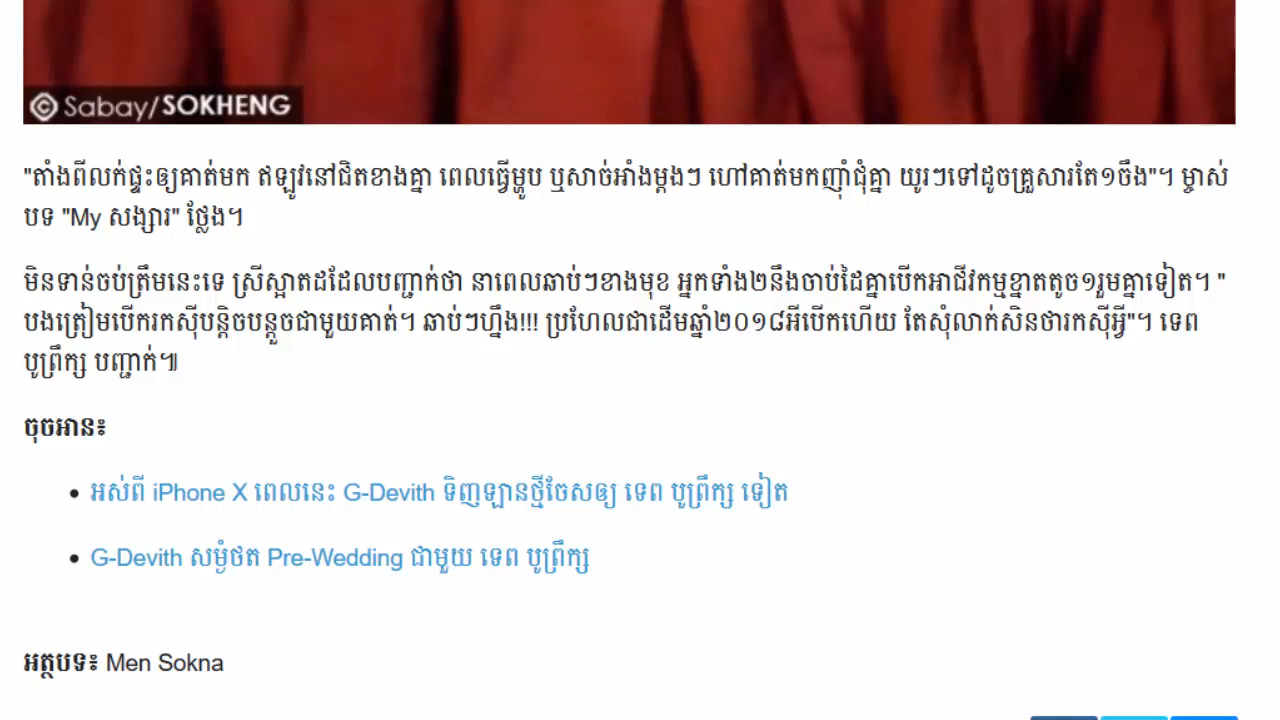 © Sabay/SOKHENG
"តាំងពីលក់ផ្ទះឲ្យគាត់មក ឥឡូវនៅជិតខាងគ្នា ពេលធ្វើម្ហូប ឬសាច់អាំងម្ដងៗ ហៅគាត់មកញ៉ាំជុំគ្នា យូរៗទៅដូចគ្រួសារតែ១ចឹង"។ ម្ចាស់
បទ "My សង្សារ" ថ្លែង។
មិនទាន់ចប់ត្រឹមនេះទេ ស្រីស្អាតដដែលបញ្ជាក់ថា នាពេលឆាប់ៗខាងមុខ អ្នកទាំង២នឹងចាប់ដៃគ្នាបើកអាជីវកម្មខ្នាតតូច១រួមគ្នាទៀត។ "
បងត្រៀមបើករកស៊ីបន្តិចបន្តួចជាមួយគាត់។ ឆាប់ៗហ្នឹង!!! ប្រហែលជាដើមឆ្នាំ២០១៨អីបើកហើយ តែសុំលាក់សិនថារកស៊ីអ្វី"។ ទេព
បូព្រឹក្ស បញ្ជាក់៕
ចុចអាន៖
• អស់ពី iPhone X ពេលនេះ G-Devith ទិញឡានថ្មីចែសឲ្យ ទេព បូព្រឹក្ស ទៀត
• G-Devith សម្ងំថត Pre-Wedding ជាមួយ ទេព បូព្រឹក្ស
អត្ថបទ៖ Men Sokna